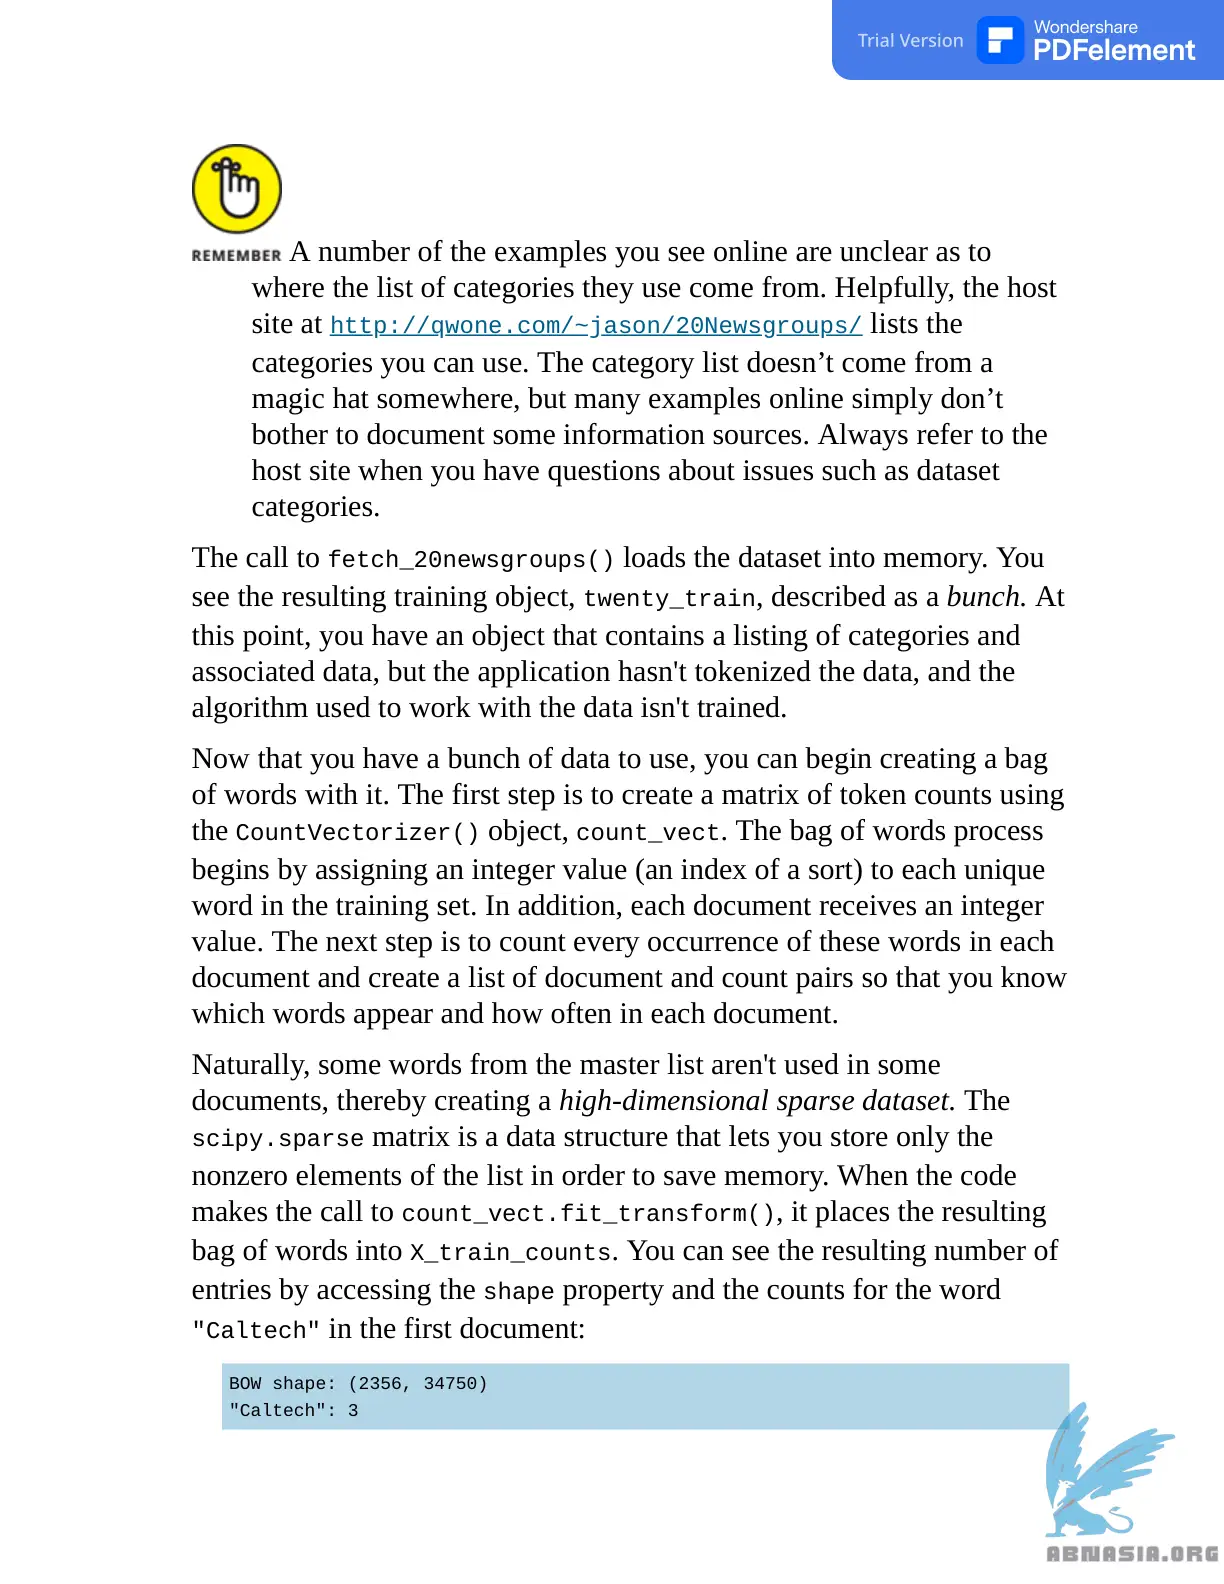 Trial Version
Wondershare
PDFelement
REMEMBER A number of the examples you see online are unclear as to
where the list of categories they use come from. Helpfully, the host
site at http://qwone.com/~jason/20Newsgroups/ lists the
categories you can use. The category list doesn’t come from a
magic hat somewhere, but many examples online simply don’t
bother to document some information sources. Always refer to the
host site when you have questions about issues such as dataset
categories.
The call to fetch_20newsgroups() loads the dataset into memory. You
see the resulting training object, twenty_train, described as a bunch. At
this point, you have an object that contains a listing of categories and
associated data, but the application hasn't tokenized the data, and the
algorithm used to work with the data isn't trained.
Now that you have a bunch of data to use, you can begin creating a bag
of words with it. The first step is to create a matrix of token counts using
the CountVectorizer() object, count_vect. The bag of words process
begins by assigning an integer value (an index of a sort) to each unique
word in the training set. In addition, each document receives an integer
value. The next step is to count every occurrence of these words in each
document and create a list of document and count pairs so that you know
which words appear and how often in each document.
Naturally, some words from the master list aren't used in some
documents, thereby creating a high-dimensional sparse dataset. The
scipy.sparse matrix is a data structure that lets you store only the
nonzero elements of the list in order to save memory. When the code
makes the call to count_vect.fit_transform(), it places the resulting
bag of words into X_train_counts. You can see the resulting number of
entries by accessing the shape property and the counts for the word
"Caltech" in the first document:
BOW shape: (2356, 34750)
"Caltech": 3
ABNASIA.ORG